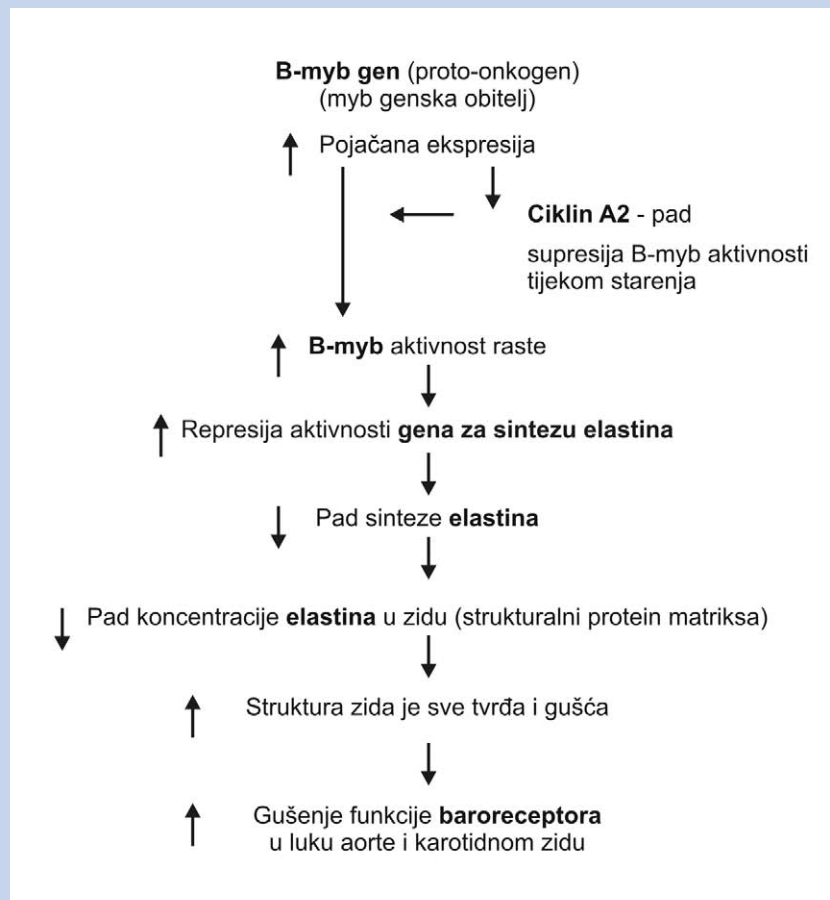 B-myb gen (proto-onkogen)
(myb genska obitelj)
Pojačana ekspresija
Ciklin A2 - pad
supresija B-myb aktivnosti
tijekom starenja
B-myb aktivnost raste
Represija aktivnosti gena za sintezu elastina
Pad sinteze elastina
Pad koncentracije elastina u zidu (strukturalni protein matriksa)
Struktura zida je sve tvrđa i gušća
Gušenje funkcije baroreceptora
u luku aorte i karotidnom zidu